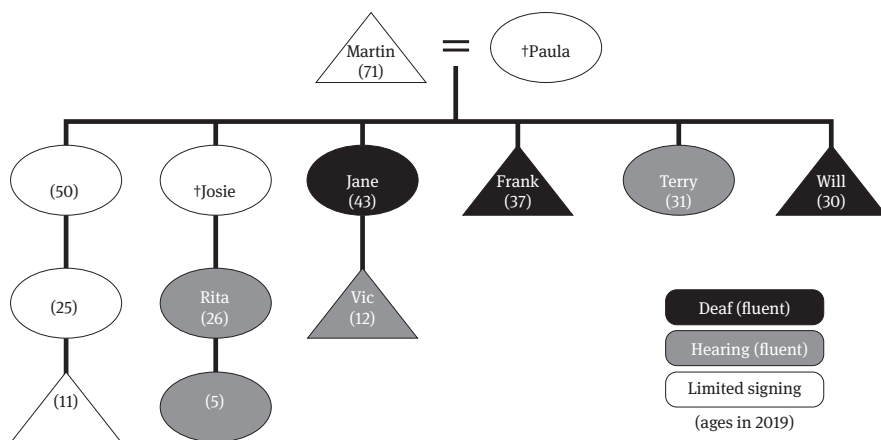 Martin
(71)
†Paula
(50)
†Josie
Jane
(43)
Frank
(37)
Terry
(31)
Will
(30)
(25)
Rita
(26)
Vic
(12)
(11)
(5)
Deaf (fluent)
Hearing (fluent)
Limited signing
(ages in 2019)